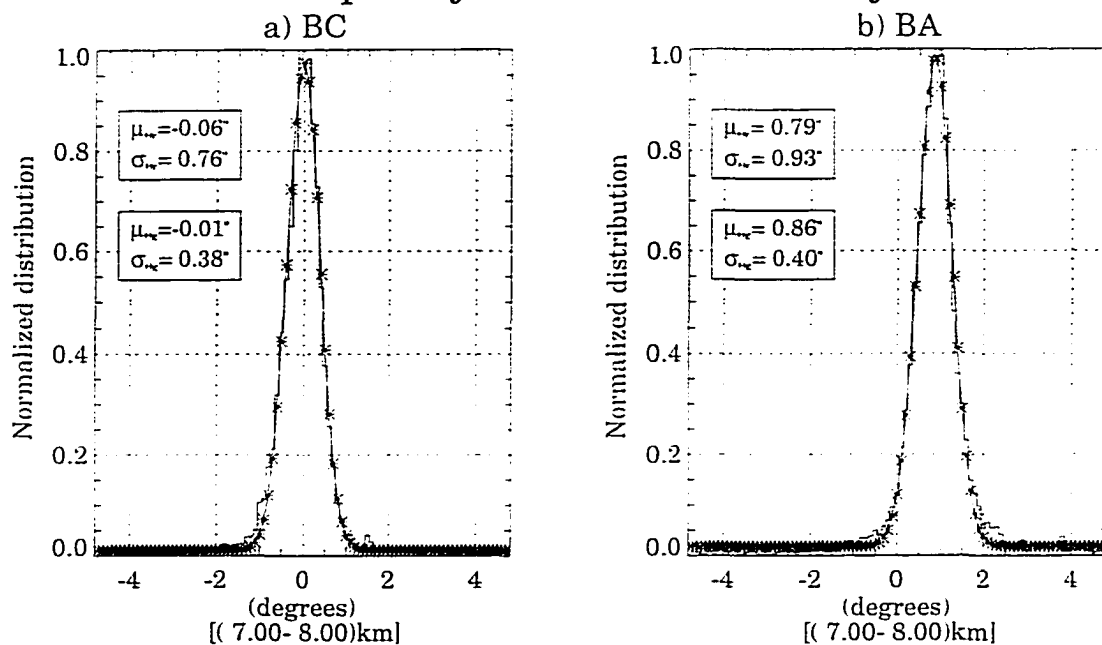 a) BC
b) BA
1.0
0.8
0.6
0.4
0.2
0.0
Normalized distribution
μ =-0.06°
σ = 0.76°
μ =-0.01°
σ = 0.38°
-4
-2
0
2
4
(degrees)
[( 7.00- 8.00)km]
1.0
0.8
0.6
0.4
0.2
0.0
Normalized distribution
μ = 0.79°
σ = 0.93°
μ = 0.86°
σ = 0.40°
-4
-2
0
2
4
(degrees)
[( 7.00- 8.00)km]